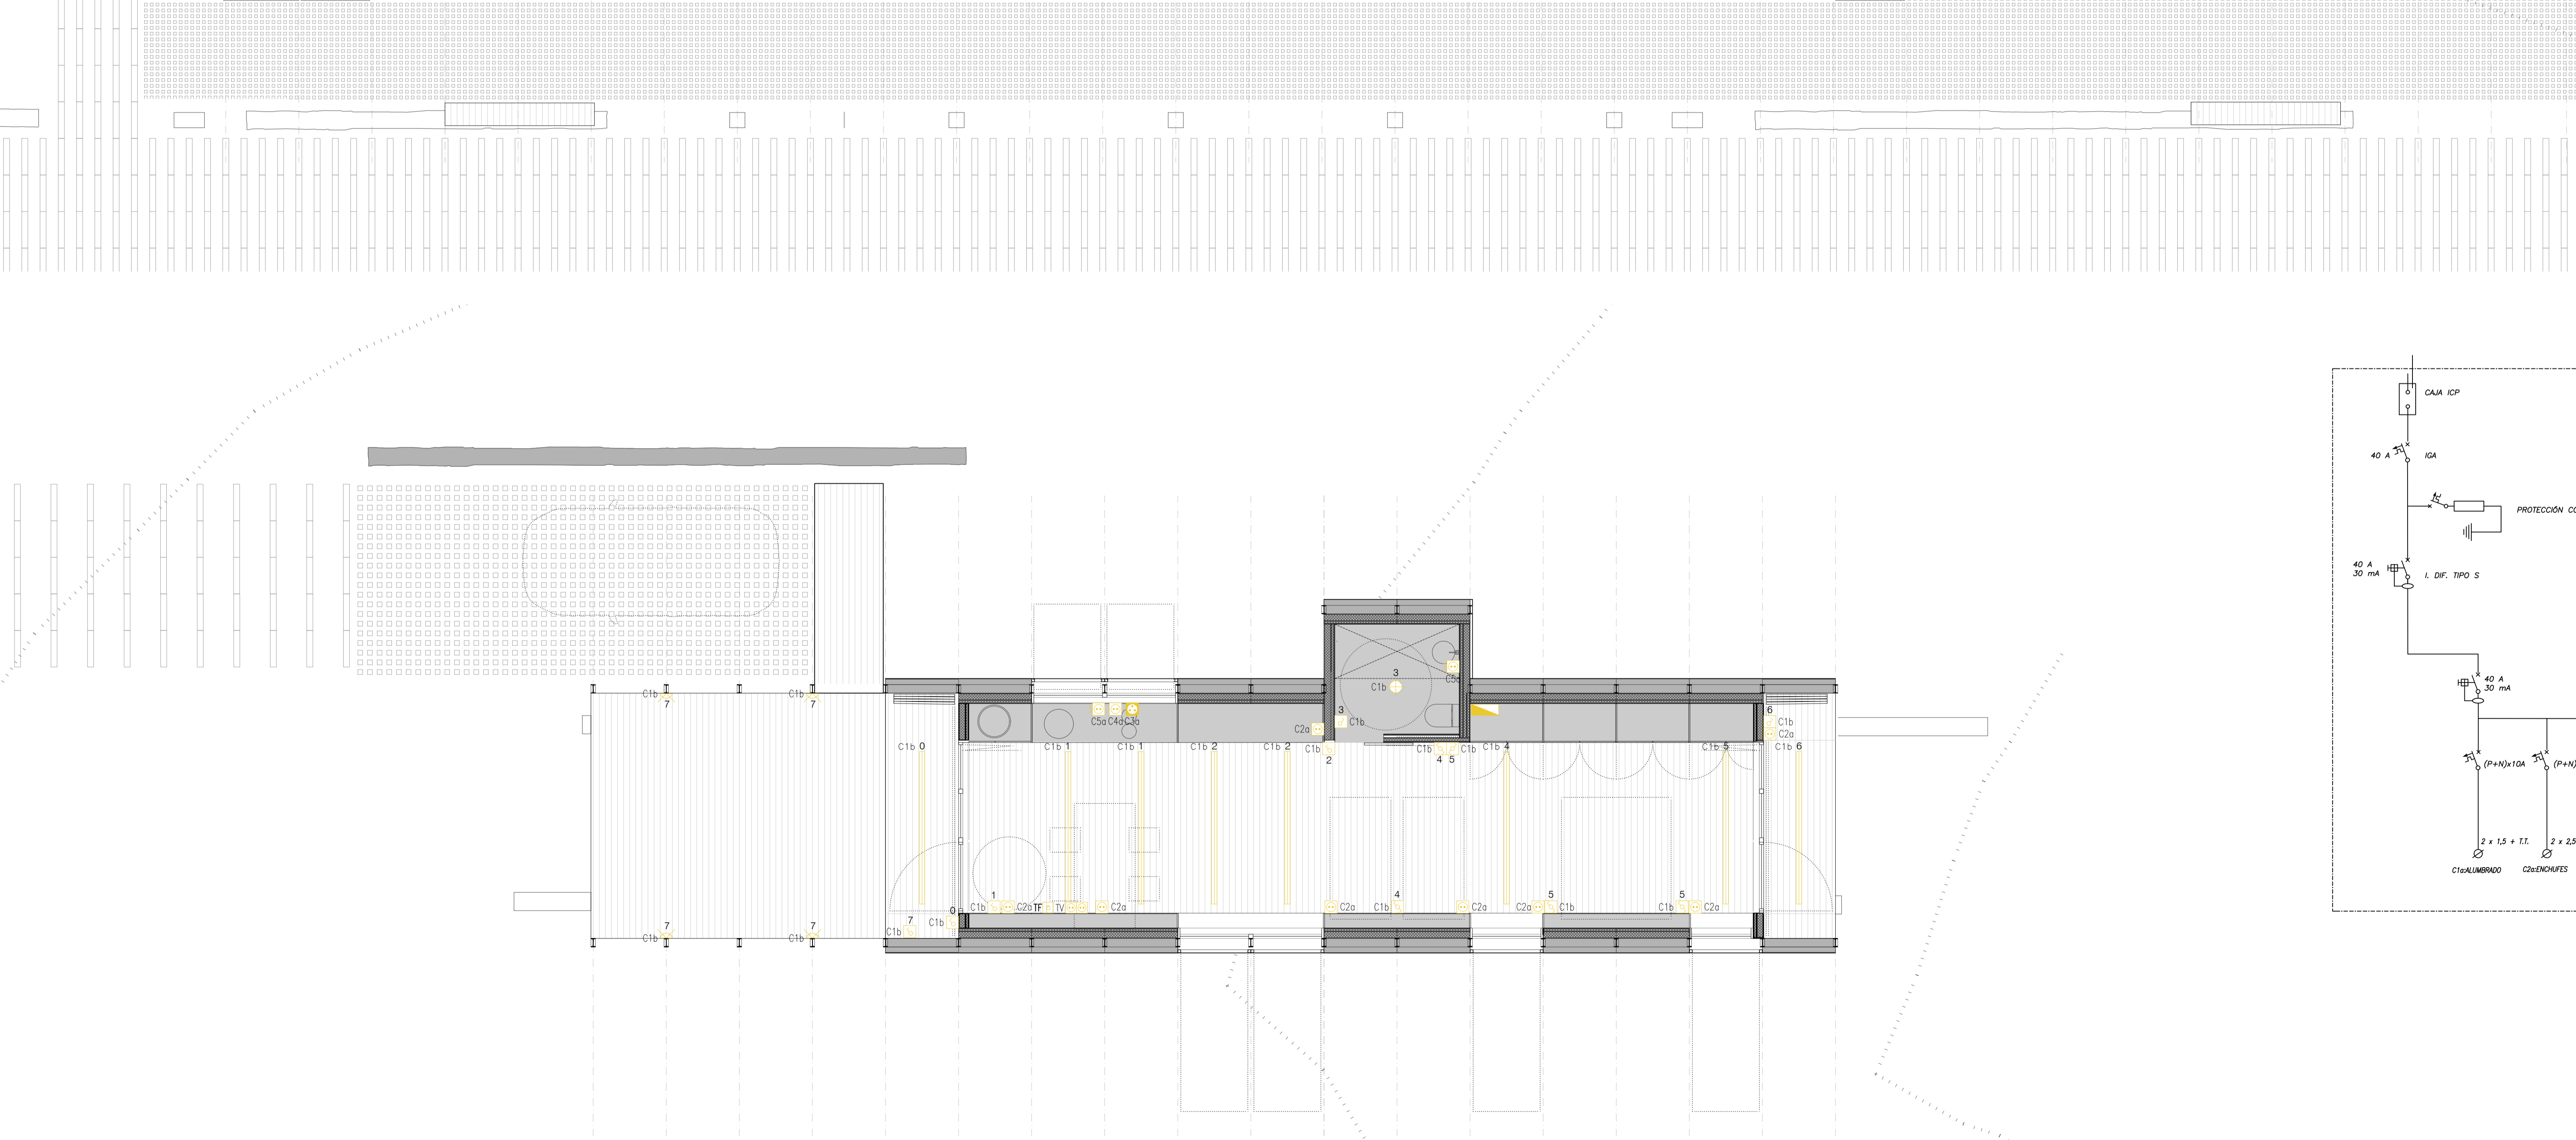 CAJA ICP
40 A
IGA
PROTECCIÓN CO
40 A
30 mA
I. DIF. TIPO S
40 A
30 mA
(P+N)x10A
(P+N)
2 x 1,5 + T.T.
2 x 2,5
C1a:ALUMBRADO
C2a:ENCHUFES
3
C1b
C5a
C1b
7
C1b
7
C5a
C4a
C3a
3
C1b
C2a
6
C1b
C2a
C1b 0
C1b 1
C1b 1
C1b 2
C1b 2
C1b
2
C1b
4
5
C1b
C1b 4
C1b 5
C1b 6
1
C1b
C2a
TF
TV
C2a
C2a
4
C1b
C2a
C2a
5
C1b
5
C1b
C2a
0
C1b
7
C1b
7
C1b
7
C1b